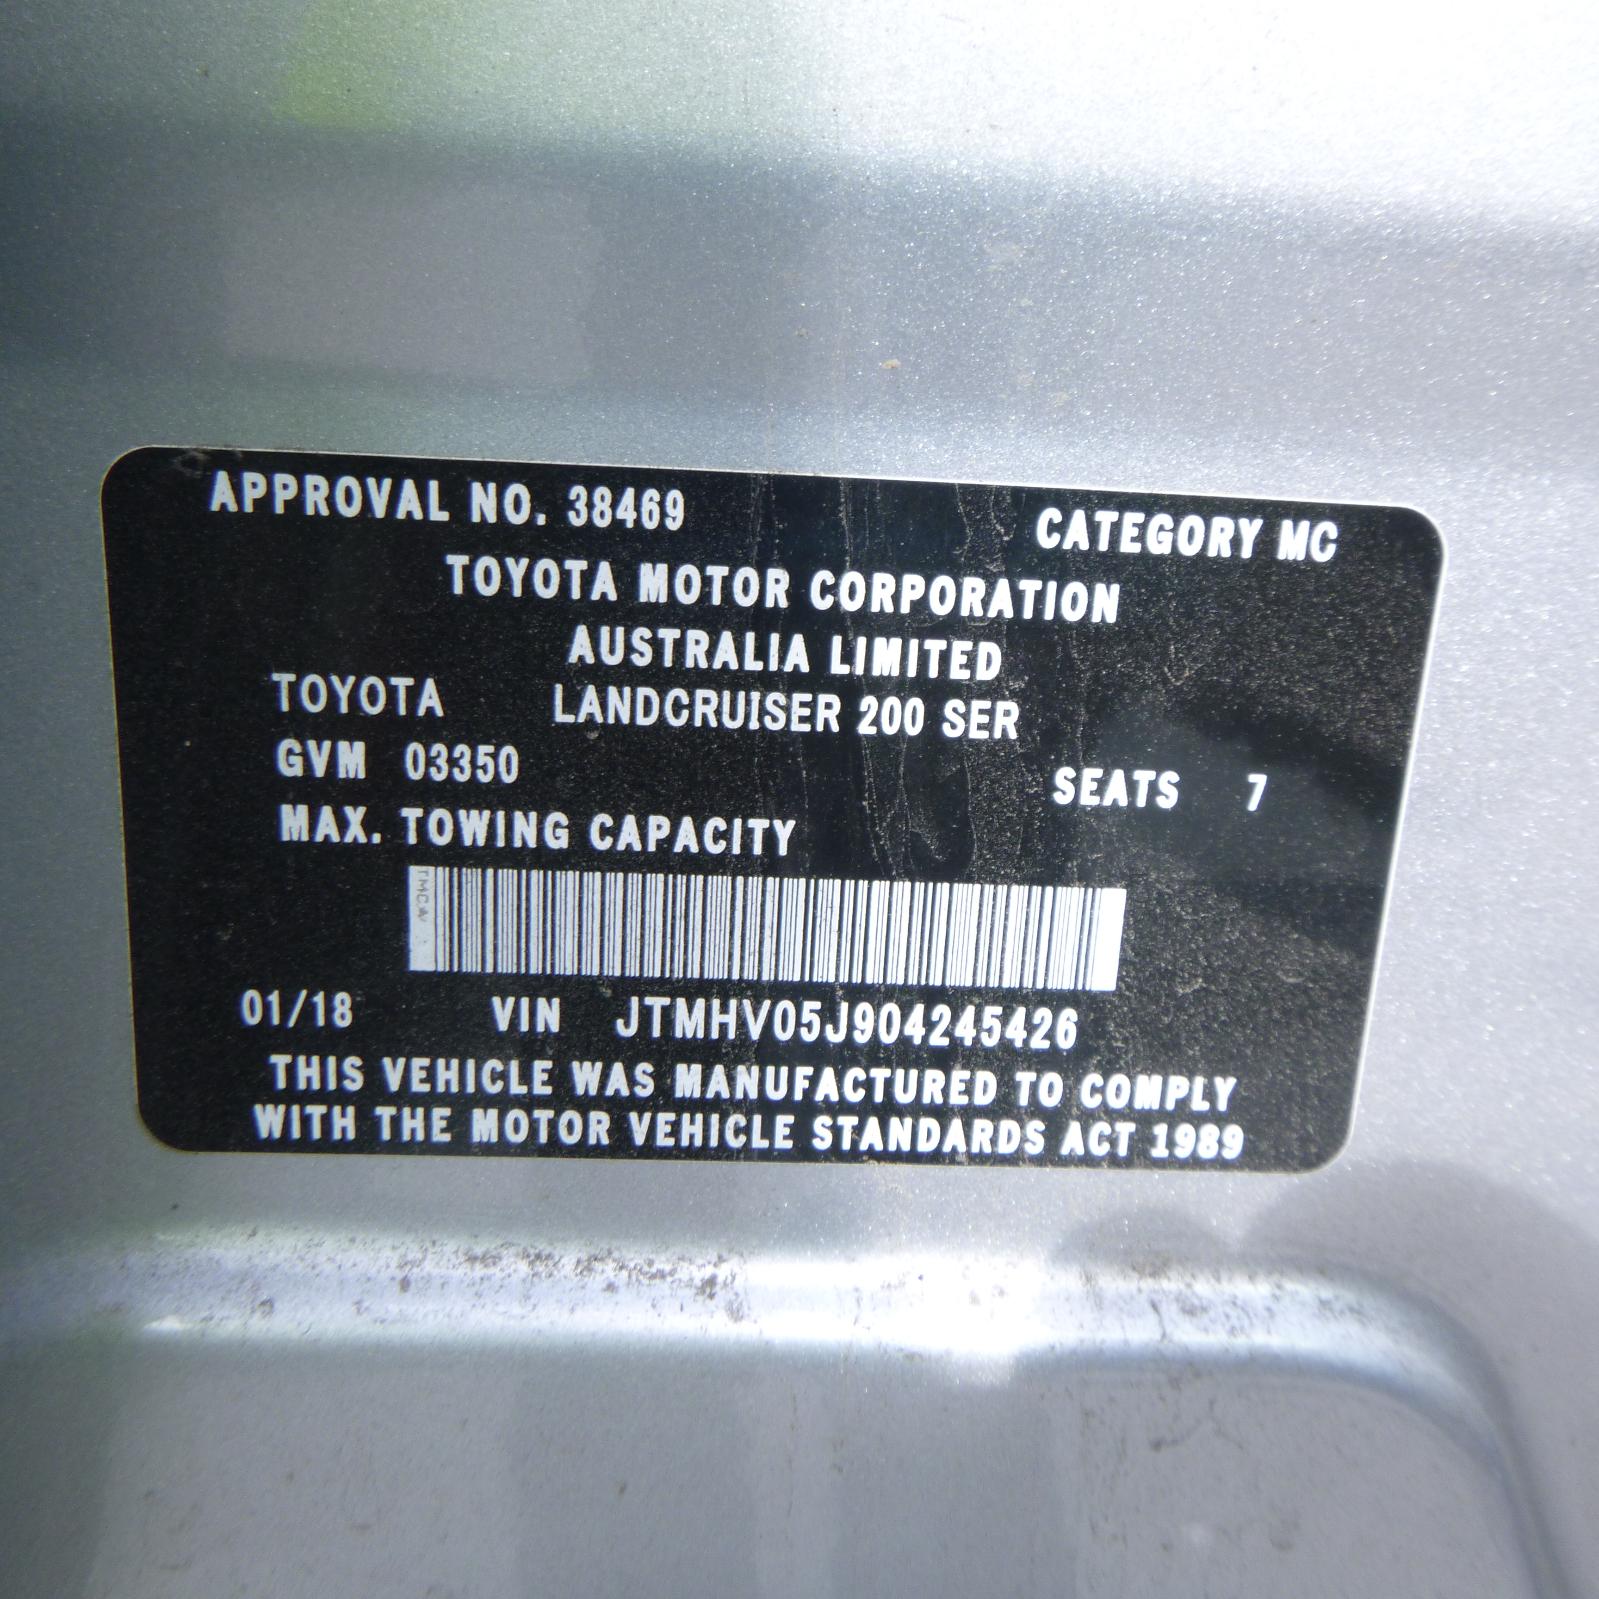 APPROVAL NO. 38469 CATEGORY MC
TOYOTA MOTOR CORPORATION
AUSTRALIA LIMITED
TOYOTA LANDCRUISER 200 SER
GVM 03350 SEATS 7
MAX. TOWING CAPACITY
TMCA
01/18 VIN JTMHV05J904245426
THIS VEHICLE WAS MANUFACTURED TO COMPLY
WITH THE MOTOR VEHICLE STANDARDS ACT 1989